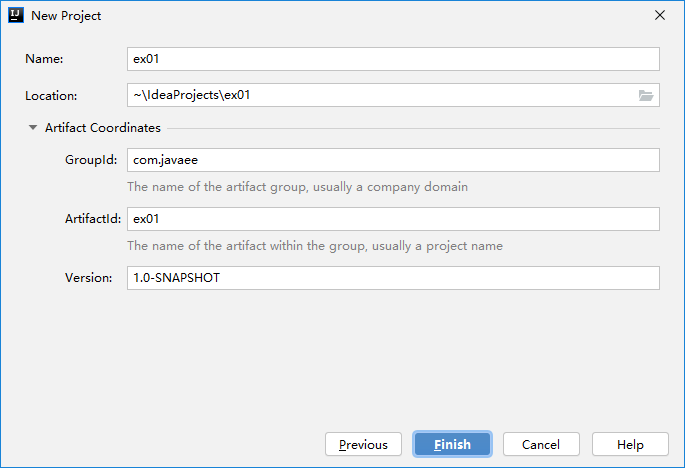 IJ
New Project
Name: ex01
Location: ~\IdeaProjects\ex01
Artifact Coordinates
GroupId: com.javaee
The name of the artifact group, usually a company domain
ArtifactId: ex01
The name of the artifact within the group, usually a project name
Version: 1.0-SNAPSHOT
Previous Finish Cancel Help